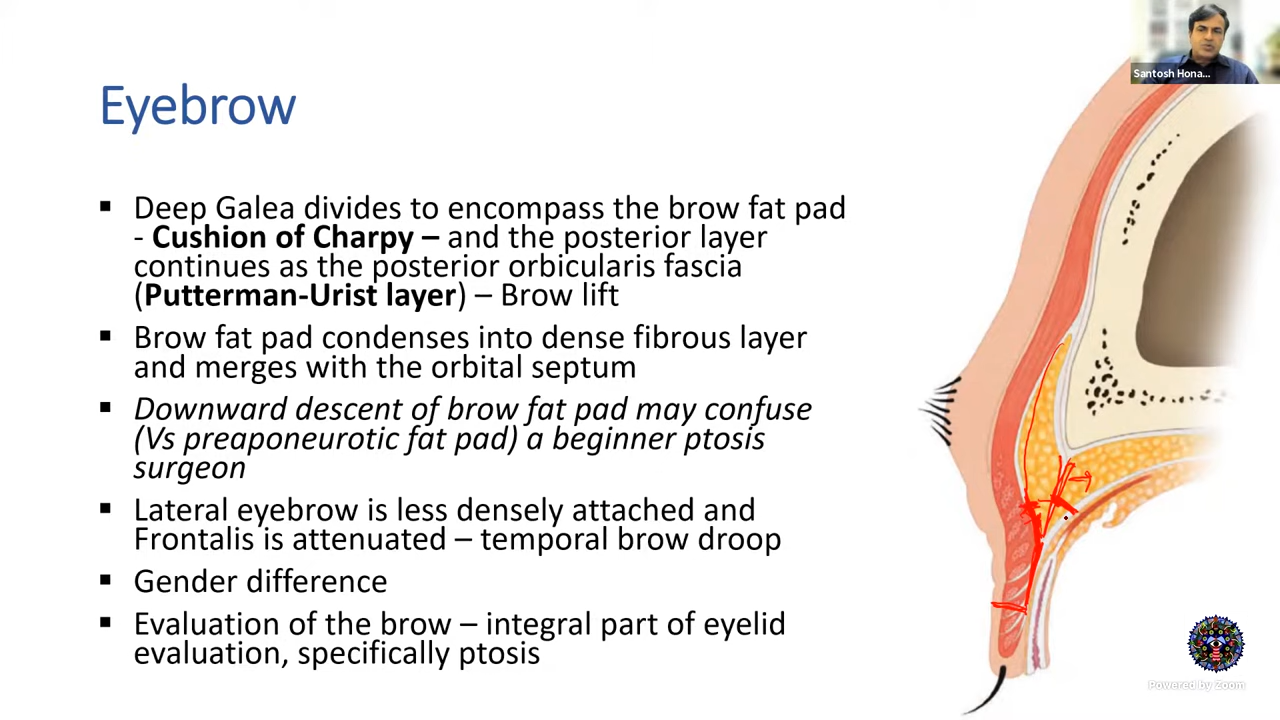 Santosh Hona...
Eyebrow
▪ Deep Galea divides to encompass the brow fat pad
- Cushion of Charpy – and the posterior layer
continues as the posterior orbicularis fascia
(Putterman-Urist layer) – Brow lift
▪ Brow fat pad condenses into dense fibrous layer
and merges with the orbital septum
▪ Downward descent of brow fat pad may confuse
(Vs preaponeurotic fat pad) a beginner ptosis
surgeon
▪ Lateral eyebrow is less densely attached and
Frontalis is attenuated – temporal brow droop
▪ Gender difference
▪ Evaluation of the brow – integral part of eyelid
evaluation, specifically ptosis
Powered by Zoom